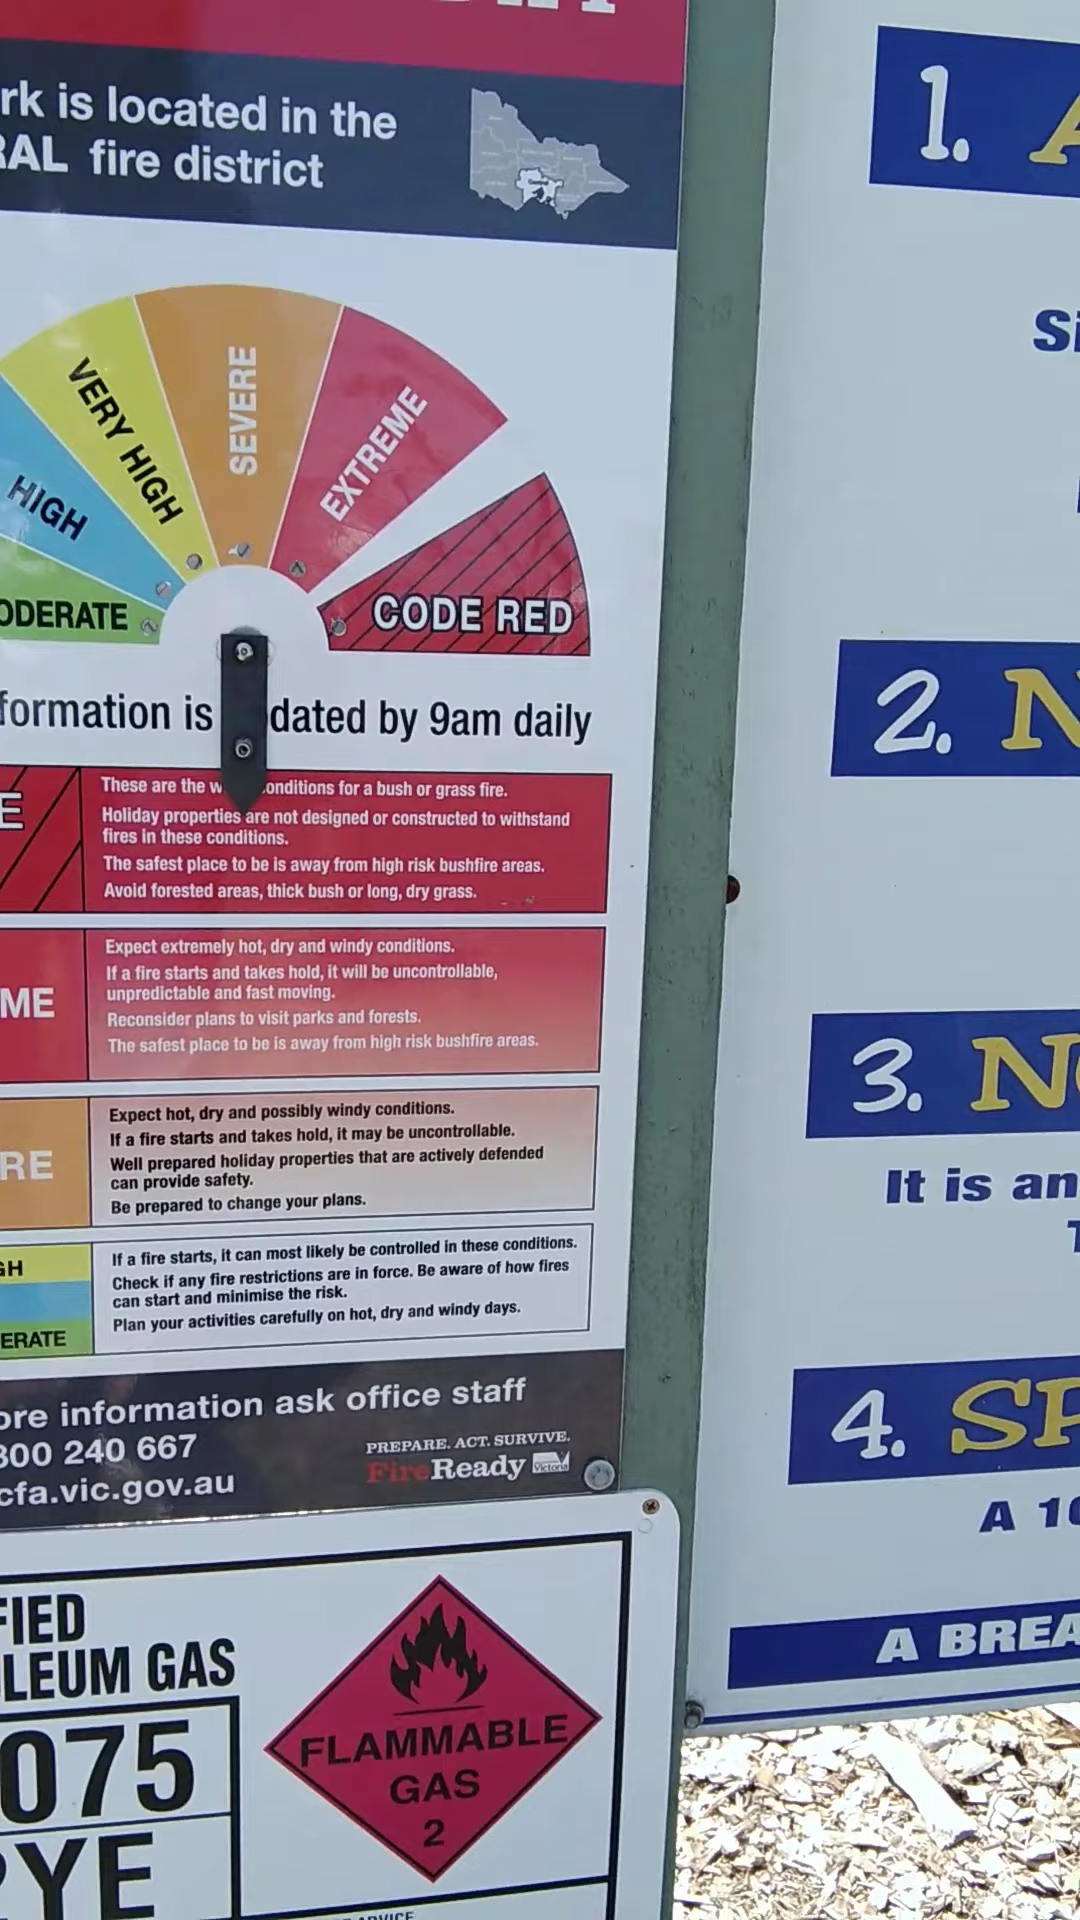 rk is located in the
RAL fire district
MODERATE
HIGH
VERY HIGH
SEVERE
EXTREME
CODE RED
formation is dated by 9am daily
E
These are the w onditions for a bush or grass fire.
Holiday properties are not designed or constructed to withstand
fires in these conditions.
The safest place to be is away from high risk bushfire areas.
Avoid forested areas, thick bush or long, dry grass.
ME
Expect extremely hot, dry and windy conditions.
If a fire starts and takes hold, it will be uncontrollable,
unpredictable and fast moving.
Reconsider plans to visit parks and forests.
The safest place to be is away from high risk bushfire areas.
RE
Expect hot, dry and possibly windy conditions.
If a fire starts and takes hold, it may be uncontrollable.
Well prepared holiday properties that are actively defended
can provide safety.
Be prepared to change your plans.
GH
ERATE
If a fire starts, it can most likely be controlled in these conditions.
Check if any fire restrictions are in force. Be aware of how fires
can start and minimise the risk.
Plan your activities carefully on hot, dry and windy days.
ore information ask office staff
800 240 667
cfa.vic.gov.au
PREPARE. ACT. SURVIVE.
FireReady
Victoria
FIED
LEUM GAS
075
RYE
FLAMMABLE
GAS
2
ADVICE
1. A
Si
2. N
3. NO
It is an
T
4. SP
A 10
A BREA